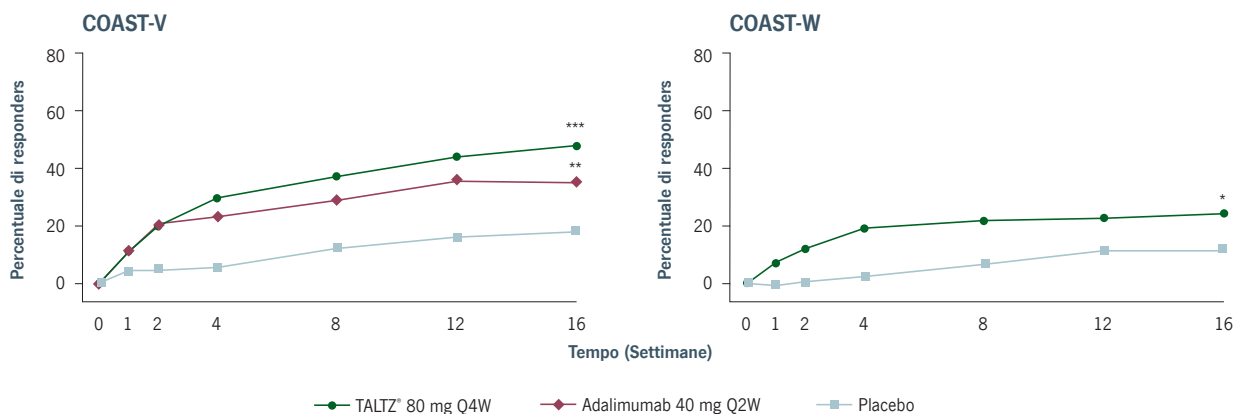 COAST-V
Percentuale di responders
80
60
40
20
0
***
**
0 1 2 4 8 12 16
COAST-W
Percentuale di responders
80
60
40
20
0
*
0 1 2 4 8 12 16
Tempo (Settimane)
TALTZ® 80 mg Q4W Adalimumab 40 mg Q2W Placebo